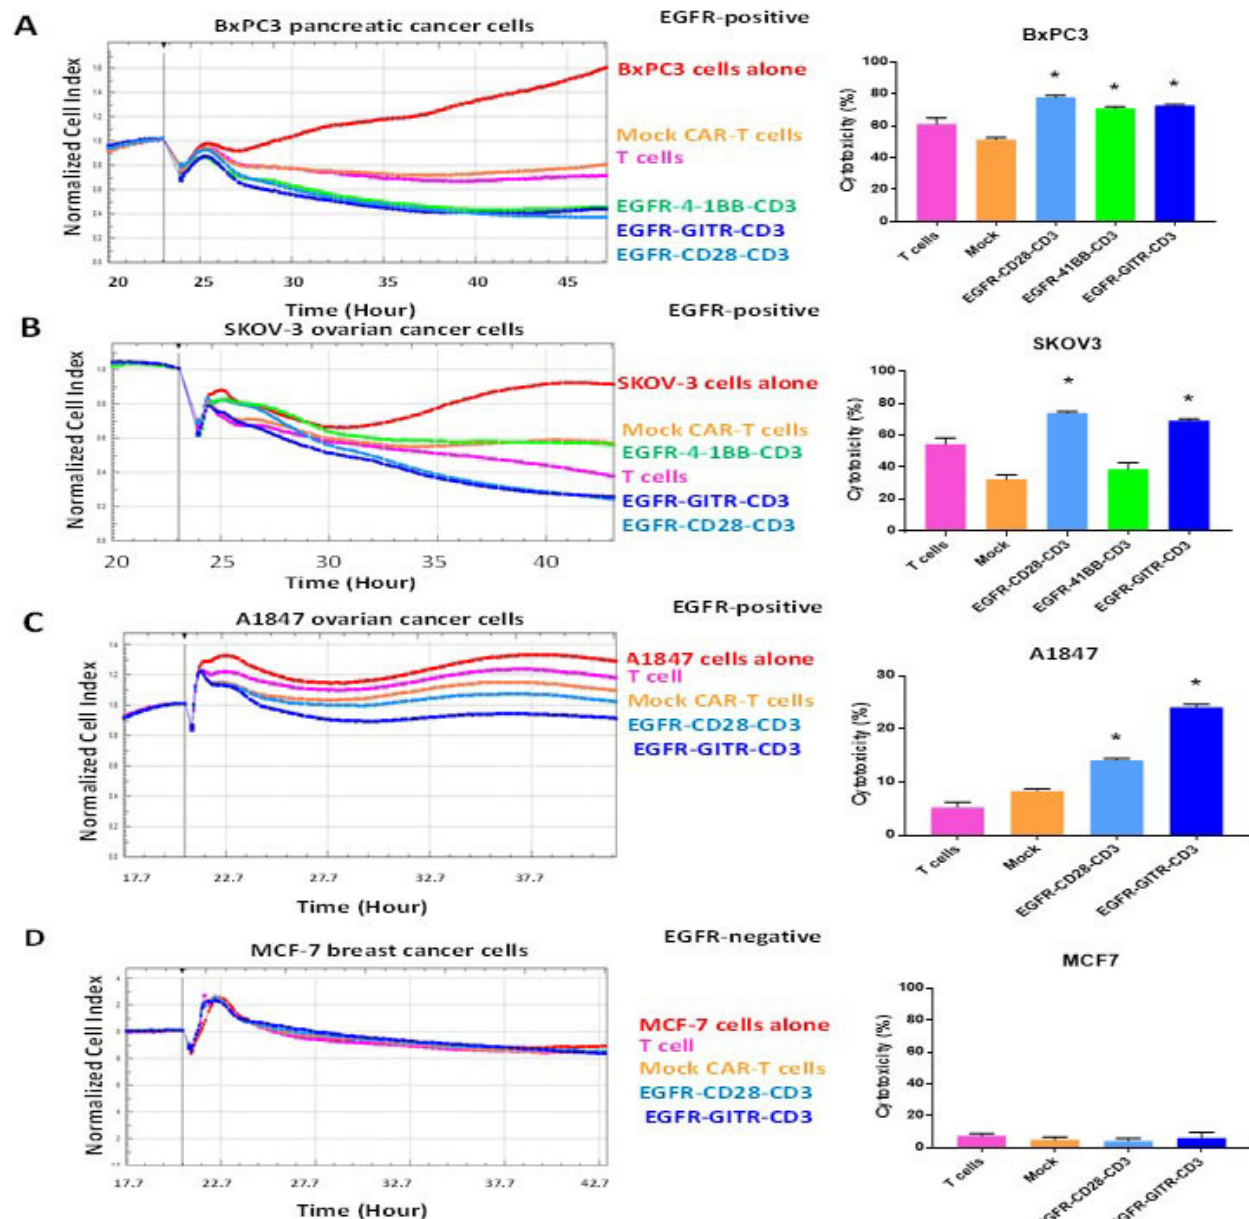 A
BxPC3 pancreatic cancer cells
EGFR-positive
Normalized Cell Index
BxPC3 cells alone
Mock CAR-T cells
T cells
EGFR-4-1BB-CD3
EGFR-GITR-CD3
EGFR-CD28-CD3
20 25 30 35 40 45
Time (Hour)
BxPC3
Cytotoxicity (%)
100
80
60
40
20
0
* * *
T cells
Mock
EGFR-CD28-CD3
EGFR-41BB-CD3
EGFR-GITR-CD3
B
SKOV-3 ovarian cancer cells
EGFR-positive
Normalized Cell Index
SKOV-3 cells alone
Mock CAR-T cells
EGFR-4-1BB-CD3
T cells
EGFR-GITR-CD3
EGFR-CD28-CD3
20 25 30 35 40
Time (Hour)
SKOV3
Cytotoxicity (%)
100
80
60
40
20
0
* *
T cells
Mock
EGFR-CD28-CD3
EGFR-41BB-CD3
EGFR-GITR-CD3
C
A1847 ovarian cancer cells
EGFR-positive
Normalized Cell Index
A1847 cells alone
T cell
Mock CAR-T cells
EGFR-CD28-CD3
EGFR-GITR-CD3
17.7 22.7 27.7 32.7 37.7
Time (Hour)
A1847
Cytotoxicity (%)
30
20
10
0
* *
T cells
Mock
EGFR-CD28-CD3
EGFR-GITR-CD3
D
MCF-7 breast cancer cells
EGFR-negative
Normalized Cell Index
MCF-7 cells alone
T cell
Mock CAR-T cells
EGFR-CD28-CD3
EGFR-GITR-CD3
17.7 22.7 27.7 32.7 37.7 42.7
Time (Hour)
MCF7
Cytotoxicity (%)
100
80
60
40
20
0
T cells
Mock